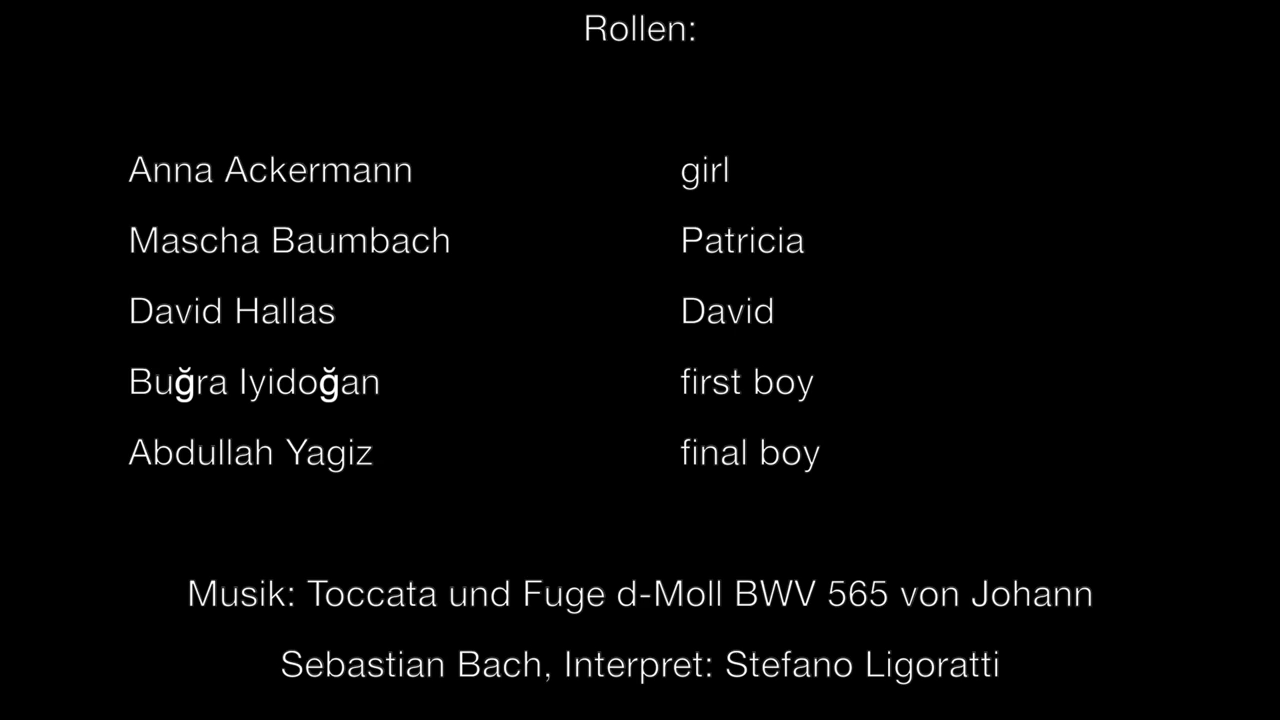 Rollen:
Anna Ackermann girl
Mascha Baumbach Patricia
David Hallas David
Buğra Iyidoğan first boy
Abdullah Yagiz final boy
Musik: Toccata und Fuge d-Moll BWV 565 von Johann
Sebastian Bach, Interpret: Stefano Ligoratti